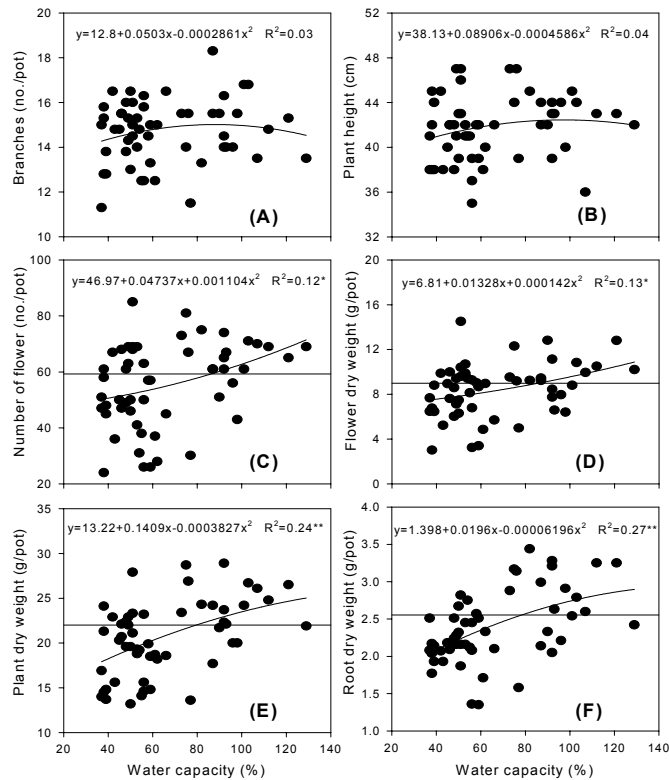 y=12.8+0.0503x-0.0002861x² R²=0.03
Branches (no./pot)
20
18
16
14
12
10
(A)
y=38.13+0.08906x-0.0004586x² R²=0.04
Plant height (cm)
52
48
44
40
36
32
(B)
y=46.97+0.04737x+0.001104x² R²=0.12*
Number of flower (no./pot)
100
80
60
40
20
(C)
y=6.81+0.01328x+0.000142x² R²=0.13*
Flower dry weight (g/pot)
20
16
12
8
4
0
(D)
y=13.22+0.1409x-0.0003827x² R²=0.24**
Plant dry weight (g/pot)
35
30
25
20
15
10
(E)
20 40 60 80 100 120 140
Water capacity (%)
y=1.398+0.0196x-0.00006196x² R²=0.27**
Root dry weight (g/pot)
4.0
3.5
3.0
2.5
2.0
1.5
1.0
(F)
20 40 60 80 100 120 140
Water capacity (%)